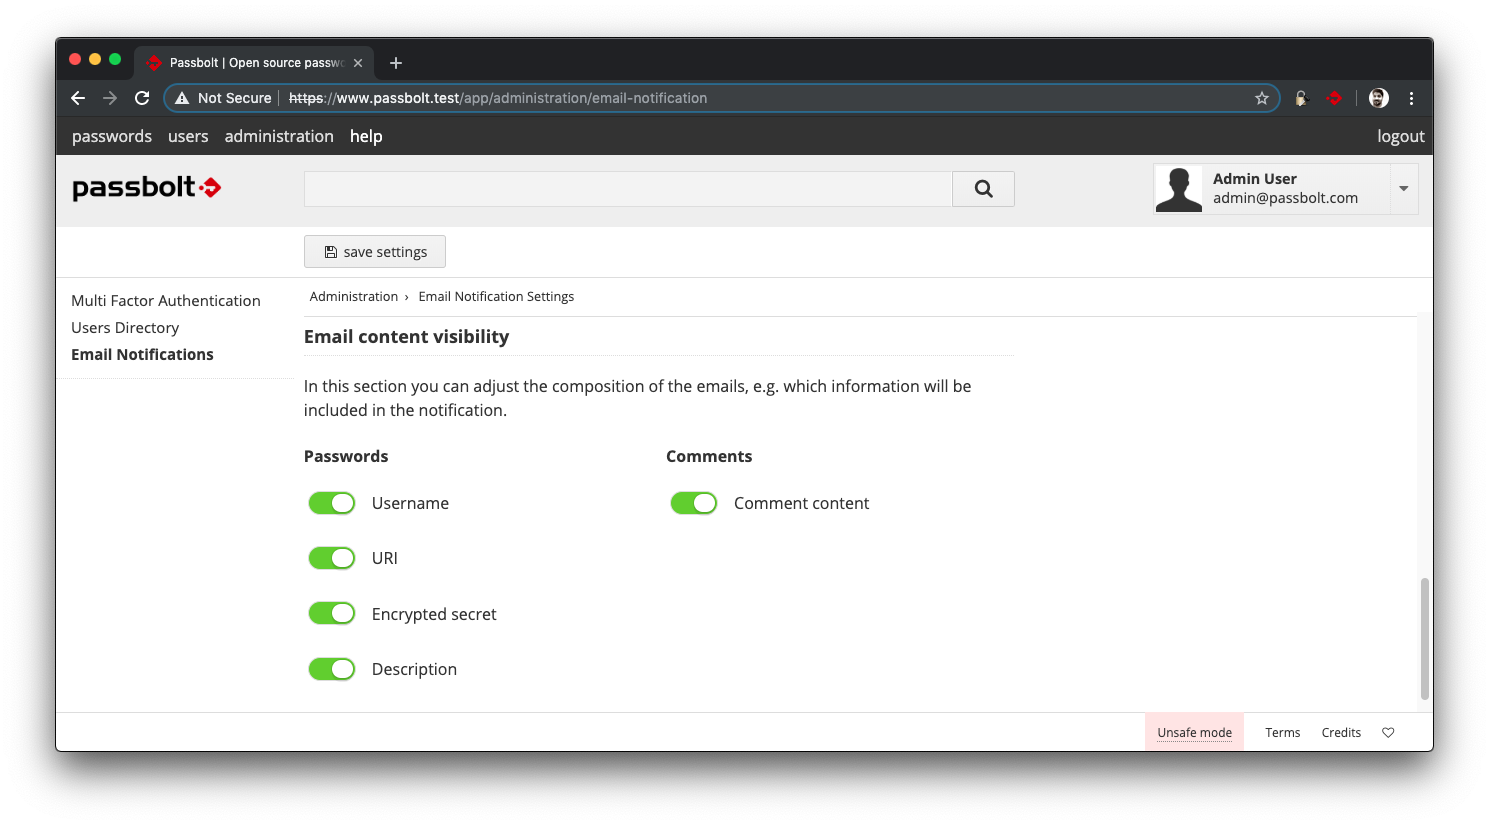 Passbolt | Open source passwo
Not Secure https://www.passbolt.test/app/administration/email-notification
passwords users administration help logout
passbolt
Admin User
admin@passbolt.com
save settings
Multi Factor Authentication
Users Directory
Email Notifications
Administration › Email Notification Settings
Email content visibility
In this section you can adjust the composition of the emails, e.g. which information will be
included in the notification.
Passwords
Username
URI
Encrypted secret
Description
Comments
Comment content
Unsafe mode Terms Credits